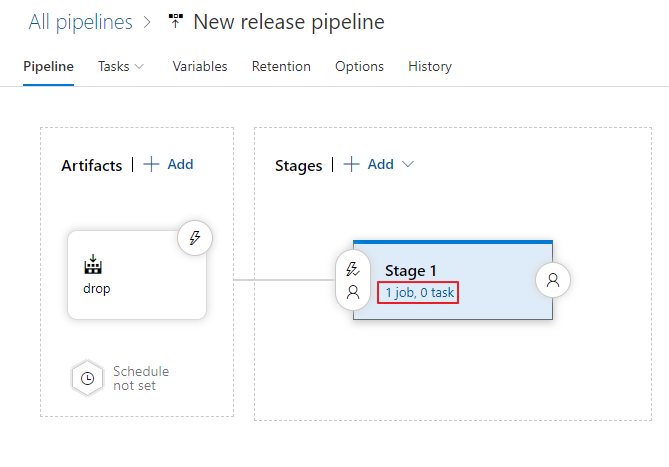 All pipelines > New release pipeline
Pipeline Tasks Variables Retention Options History
Artifacts | + Add
Stages | + Add
drop
Stage 1
1 job, 0 task
Schedule
not set